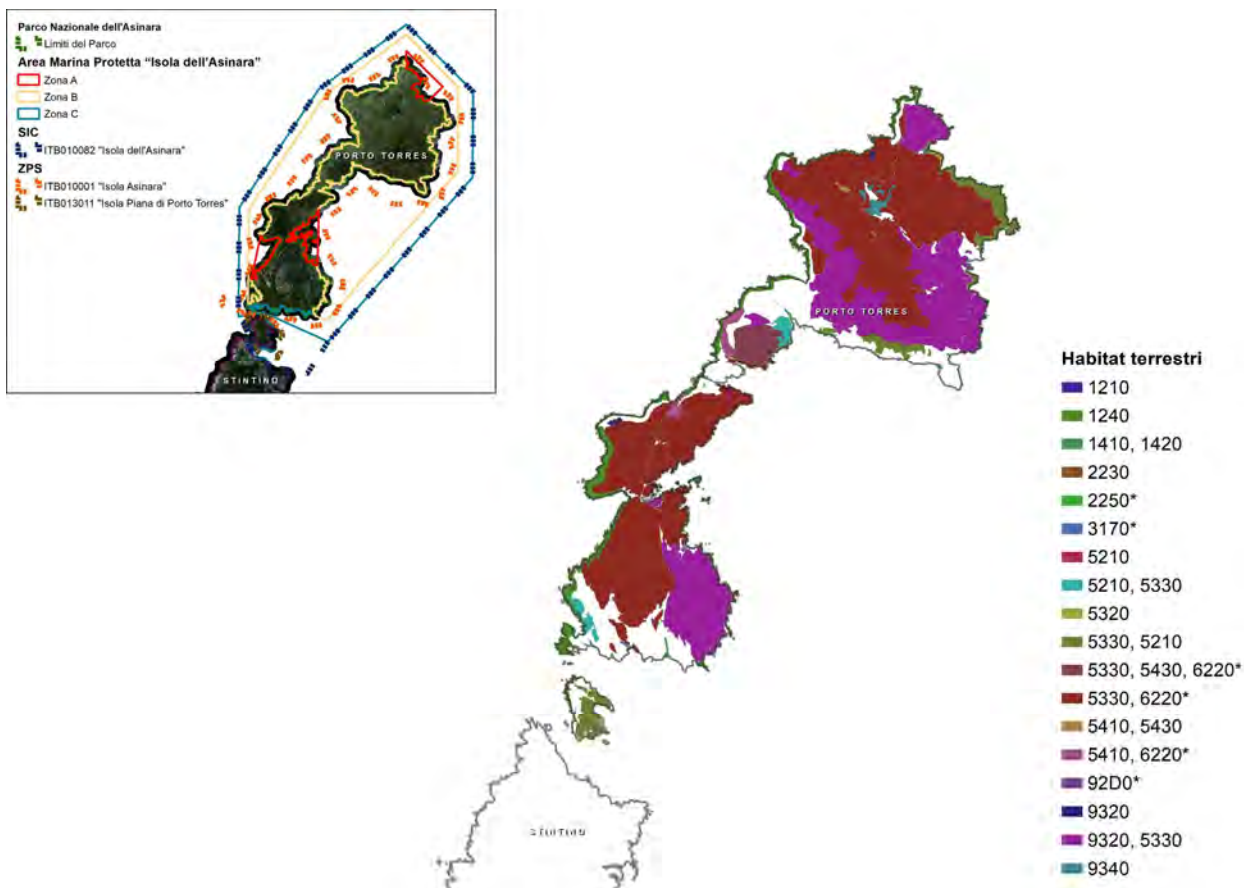 Parco Nazionale dell'Asinara
Limiti del Parco
Area Marina Protetta “Isola dell'Asinara”
Zona A
Zona B
Zona C
SIC
ITB010082 "Isola dell'Asinara"
ZPS
ITB010001 "Isola Asinara"
ITB013011 "Isola Piana di Porto Torres"
PORTO TORRES
STINTINO
PORTO TORRES
STINTINO
Habitat terrestri
1210
1240
1410, 1420
2230
2250*
3170*
5210
5210, 5330
5320
5330, 5210
5330, 5430, 6220*
5330, 6220*
5410, 5430
5410, 6220*
92D0*
9320
9320, 5330
9340